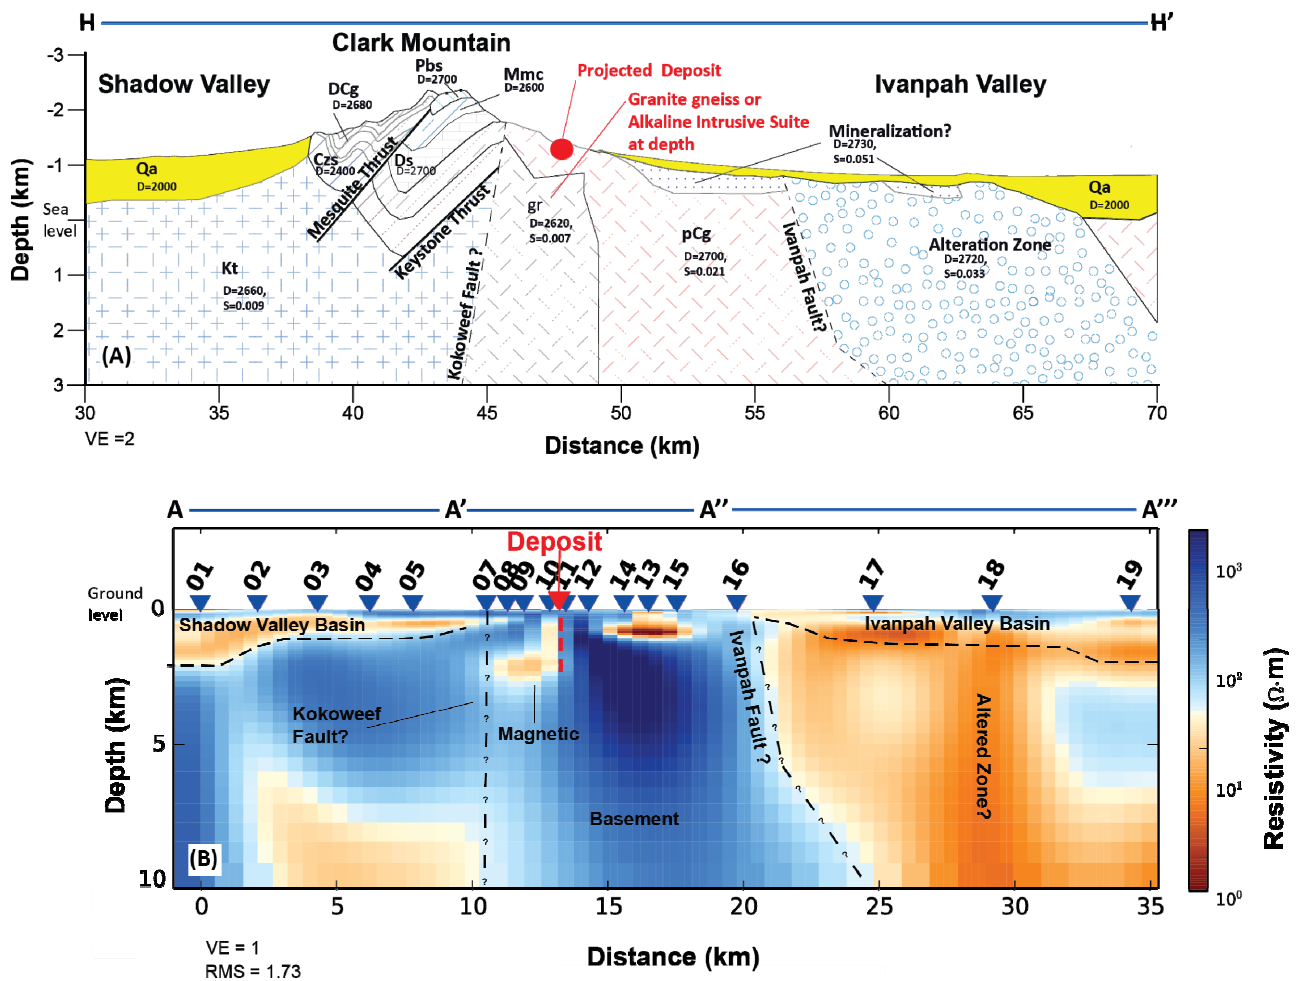 H
H’
Clark Mountain
Shadow Valley
Ivanpah Valley
Pbs
D=2700
Mmc
D=2600
DCg
D=2680
Projected Deposit
Granite gneiss or
Alkaline Intrusive Suite
at depth
Mineralization?
D=2730,
S=0.051
-3
-2
-1
Sea
level
1
2
3
Depth (km)
Qa
D=2000
Czs
D=2400
Ds
D=2700
Mesquite Thrust
Keystone Thrust
Kokoweef Fault ?
gr
D=2620,
S=0.007
pCg
D=2700,
S=0.021
Ivanpah Fault?
Alteration Zone
D=2720,
S=0.033
Qa
D=2000
Kt
D=2660,
S=0.009
(A)
30
35
40
45
50
55
60
65
70
VE =2
Distance (km)
A
A’
A’’
A’’’
Deposit
01
02
03
04
05
07
08
09
10
11
12
14
13
15
16
17
18
19
Ground
level
0
5
10
Depth (km)
Shadow Valley Basin
Ivanpah Valley Basin
Kokoweef
Fault?
Magnetic
Basement
Ivanpah Fault ?
Altered Zone?
? ? ? ? ? ?
(B)
0
5
10
15
20
25
30
35
10³
10²
10¹
10⁰
Resistivity (Ω·m)
VE = 1
RMS = 1.73
Distance (km)